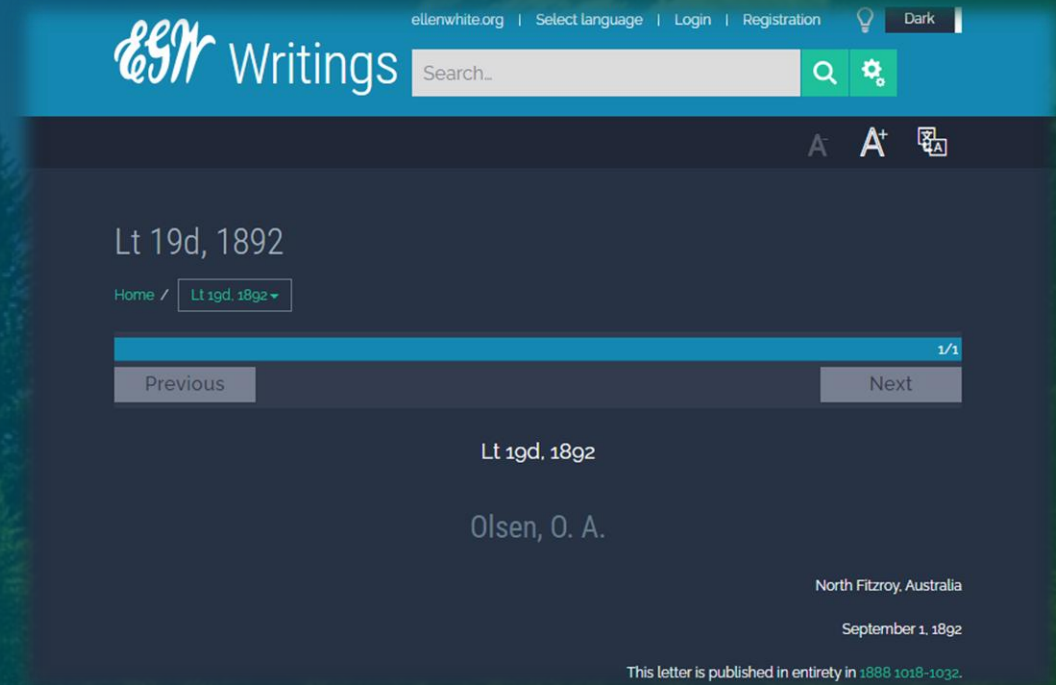 ellenwhite.org | Select language | Login | Registration Dark
EGW Writings
Search...
A- A+ 文A
Lt 19d, 1892
Home / Lt 19d, 1892
1/1
Previous Next
Lt 19d, 1892
Olsen, O. A.
North Fitzroy, Australia
September 1, 1892
This letter is published in entirety in 1888 1018-1032.